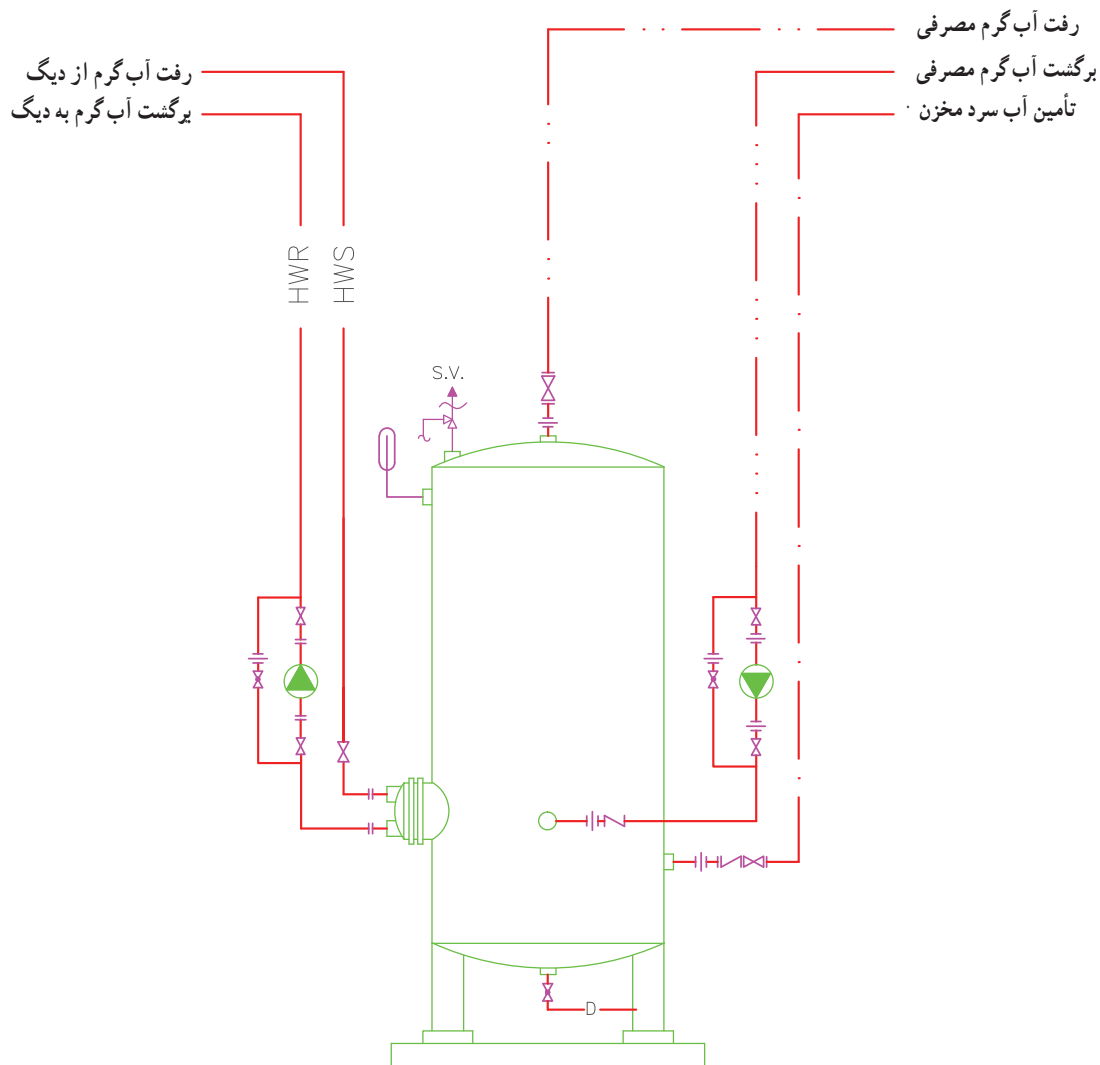 رفت آب گرم مصرفی
برگشت آب گرم مصرفی
تأمین آب سرد مخزن
رفت آب گرم از دیگ
برگشت آب گرم به دیگ
HWR
HWS
S.V.
D